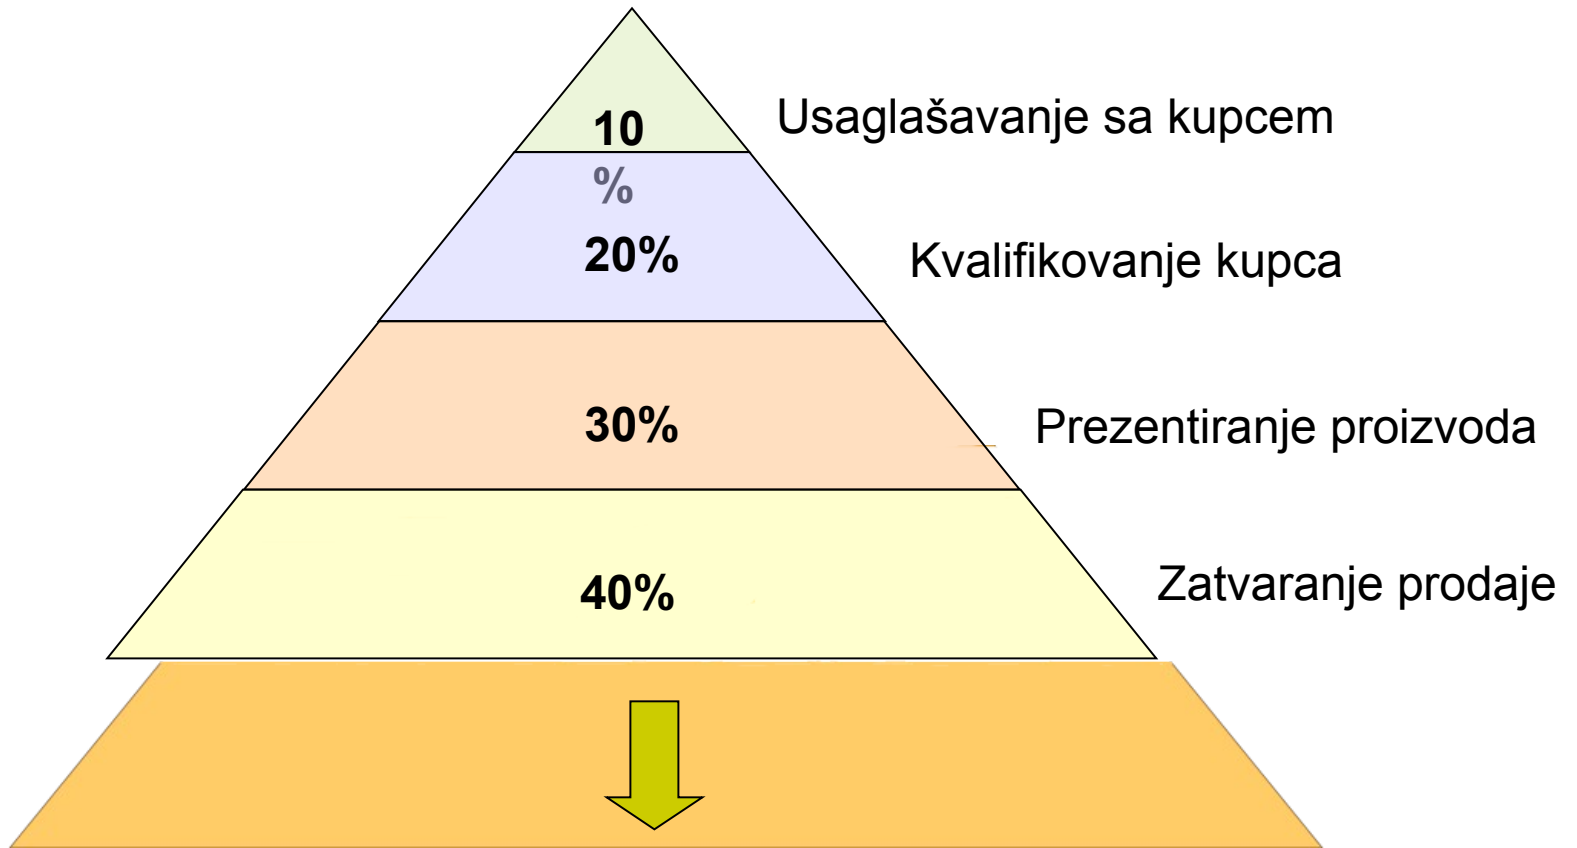 10
%
Usaglašavanje sa kupcem
20%
Kvalifikovanje kupca
30%
Prezentiranje proizvoda
40%
Zatvaranje prodaje